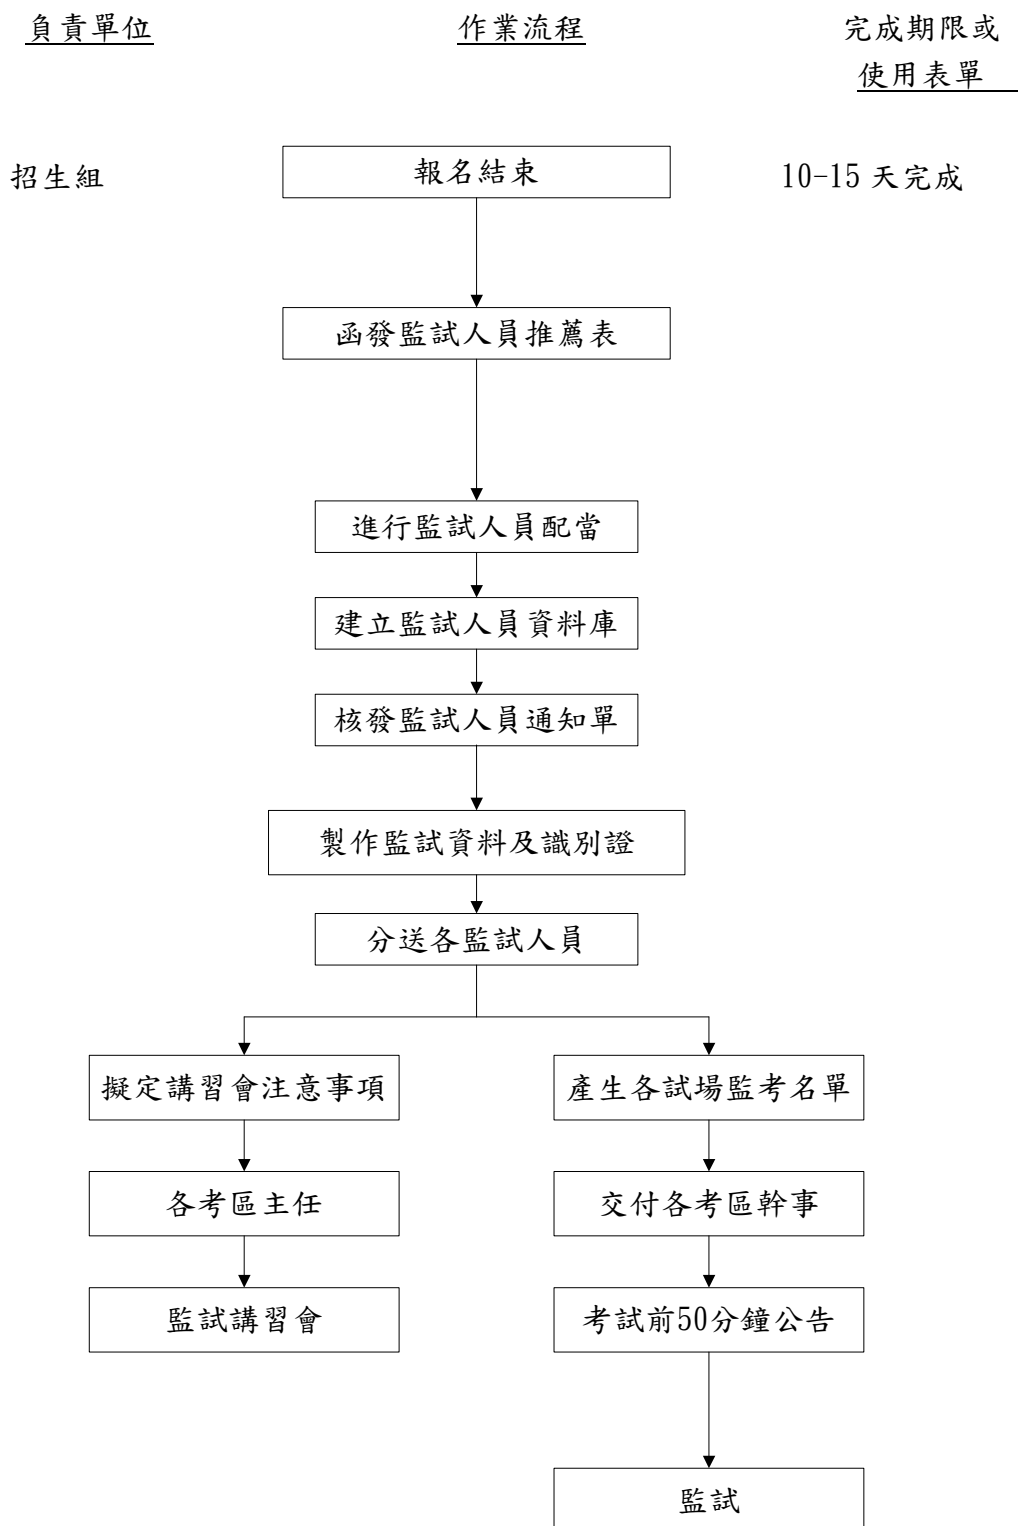 負責單位
作業流程
完成期限或
使用表單
招生組
報名結束
10-15 天完成
函發監試人員推薦表
進行監試人員配當
建立監試人員資料庫
核發監試人員通知單
製作監試資料及識別證
分送各監試人員
擬定講習會注意事項
產生各試場監考名單
各考區主任
交付各考區幹事
監試講習會
考試前50分鐘公告
監試